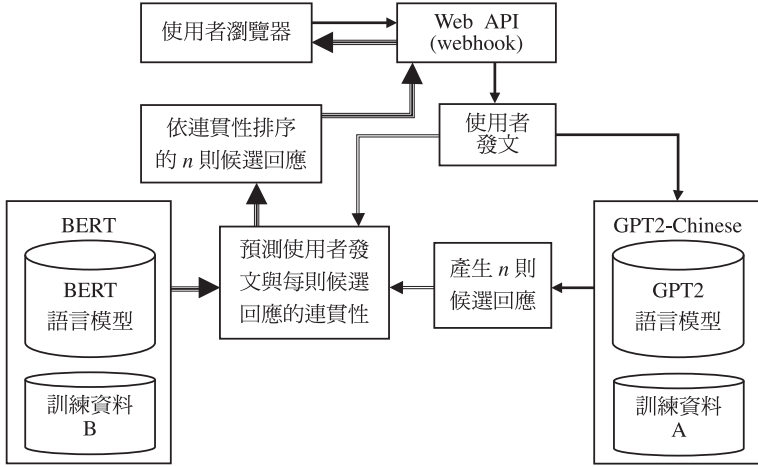 使用者瀏覽器
Web API
(webhook)
依連貫性排序
的 n 則候選回應
使用者
發文
BERT
BERT
語言模型
訓練資料
B
預測使用者發
文與每則候選
回應的連貫性
產生 n 則
候選回應
GPT2-Chinese
GPT2
語言模型
訓練資料
A